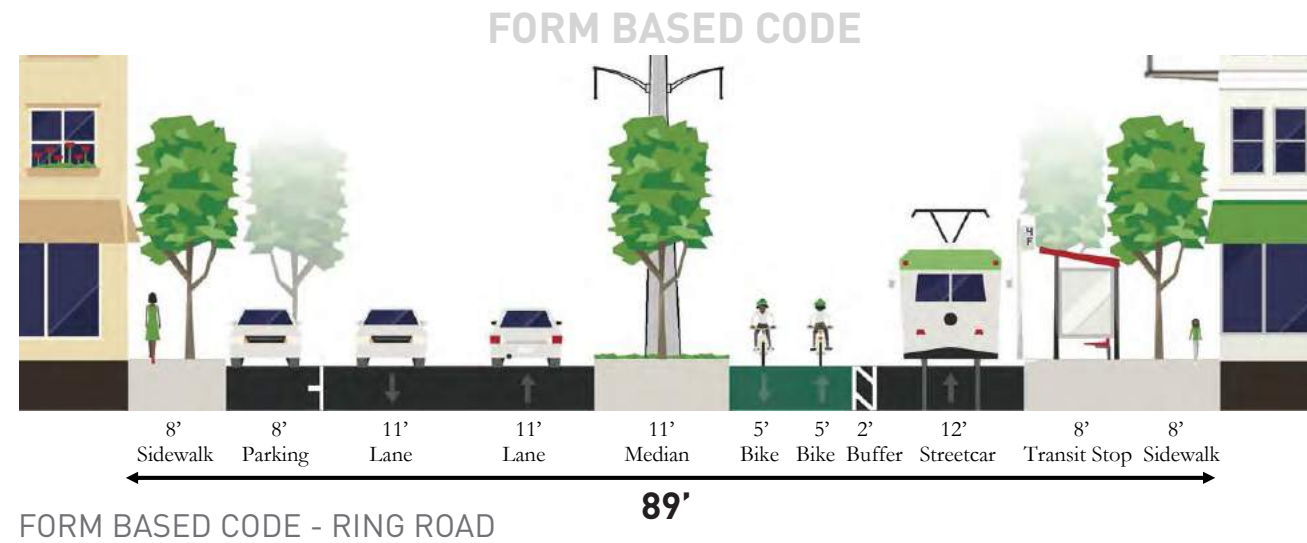 FORM BASED CODE
4
F
8’ 8’ 11’ 11’ 11’ 5’ 5’ 2’ 12’ 8’ 8’
Sidewalk Parking Lane Lane Median Bike Bike Buffer Streetcar Transit Stop Sidewalk
89’
FORM BASED CODE - RING ROAD